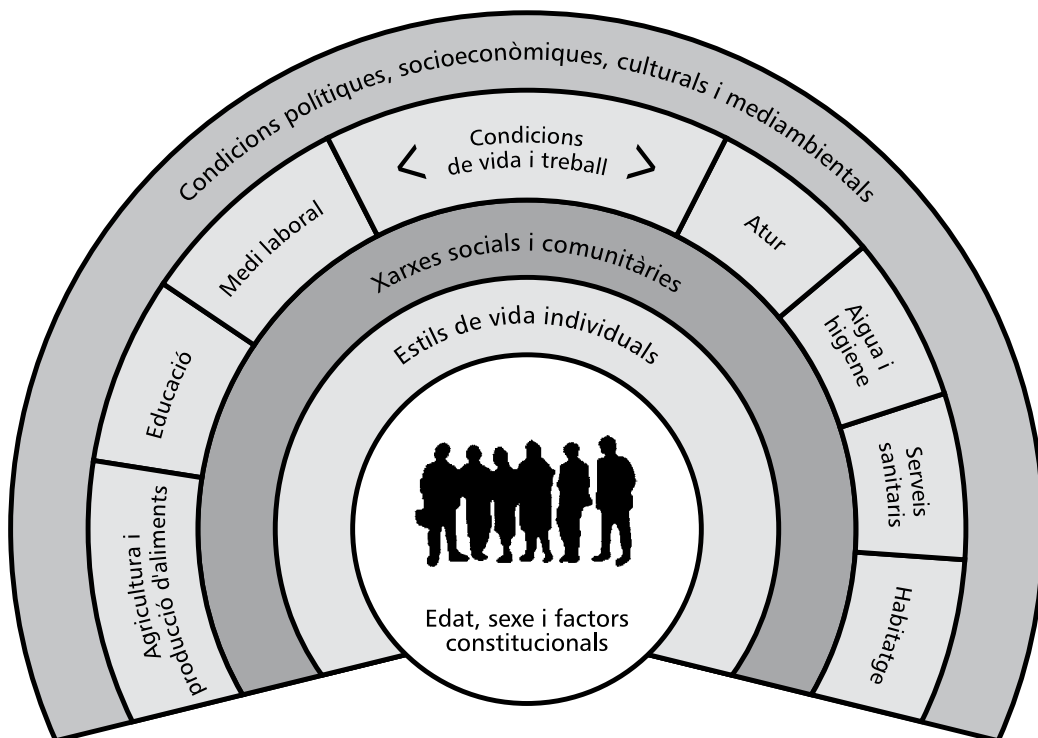 Condicions polítiques, socioeconòmiques, culturals i mediambientals
Condicions
de vida i treball
Agricultura i
producció d'aliments
Educació
Medi laboral
Atur
Aigua i
higiene
Serveis
sanitaris
Habitatge
Xarxes socials i comunitàries
Estils de vida individuals
Edat, sexe i factors
constitucionals